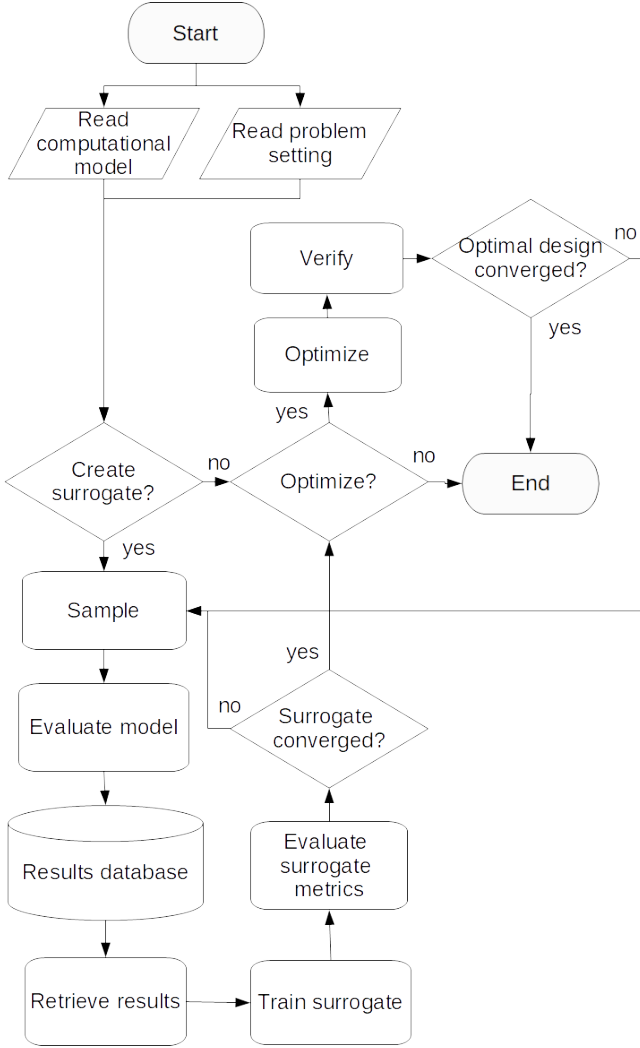 Start
Read
computational
model
Read problem
setting
Verify
Optimal design
converged?
no
yes
Optimize
yes
Create
surrogate?
no
Optimize?
no
End
yes
Sample
yes
no
Surrogate
converged?
Evaluate model
Evaluate
surrogate
metrics
Results database
Retrieve results
Train surrogate